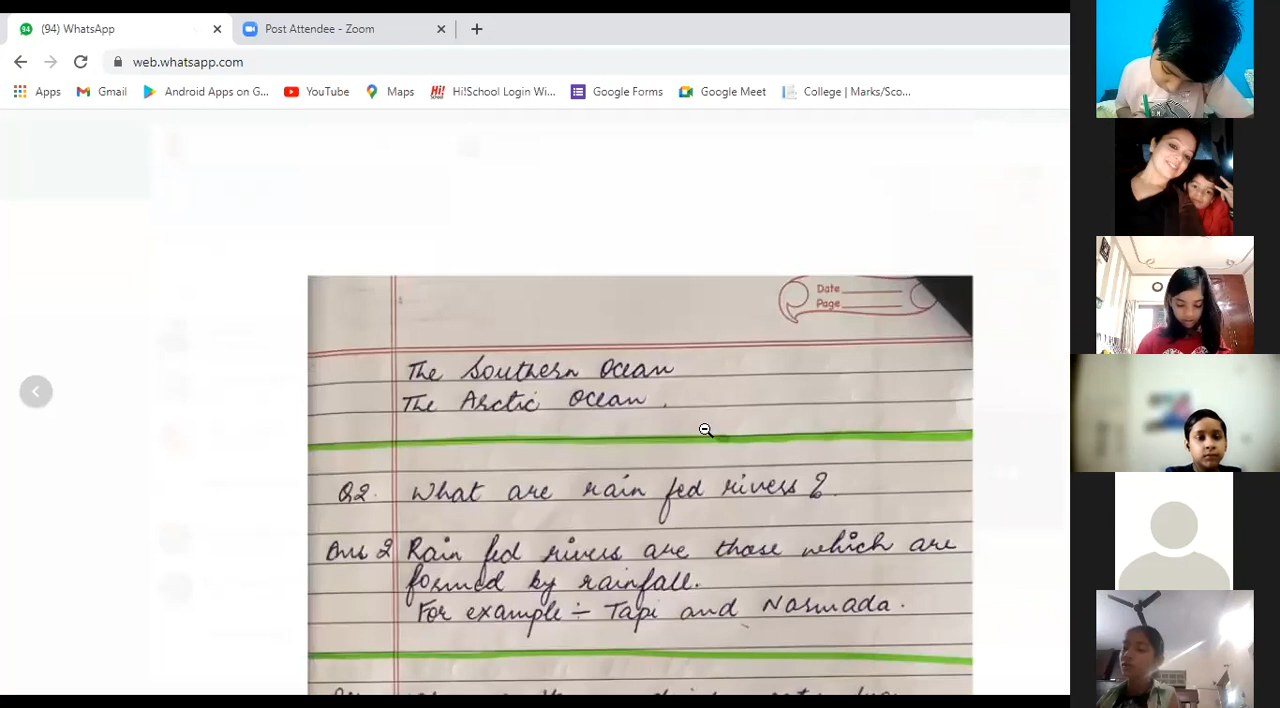 94 (94) WhatsApp
Post Attendee - Zoom
web.whatsapp.com
Apps Gmail Android Apps on G... YouTube Maps Hi! Hi!School Login Wi... Google Forms Google Meet College | Marks/Sco...
Date
Page
The Southern Ocean
The Arctic Ocean.
Q2. What are rain fed rivers?
Ans 2 Rain fed rivers are those which are
formed by rainfall.
For example ÷ Tapi and Narmada.